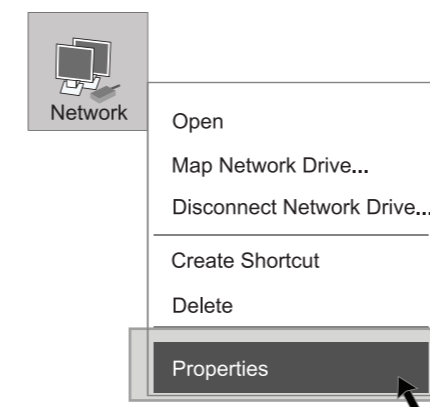 Network
Open
Map Network Drive...
Disconnect Network Drive...
Create Shortcut
Delete
Properties